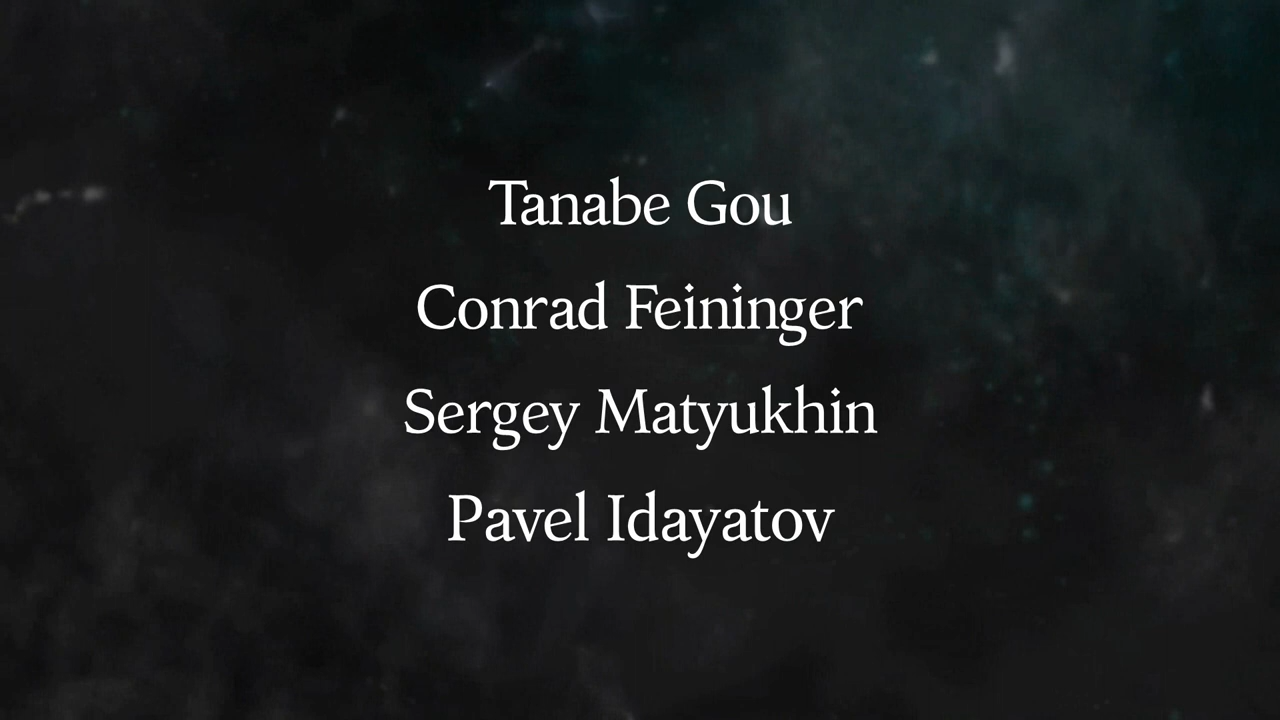 Tanabe Gou
Conrad Feininger
Sergey Matyukhin
Pavel Idayatov